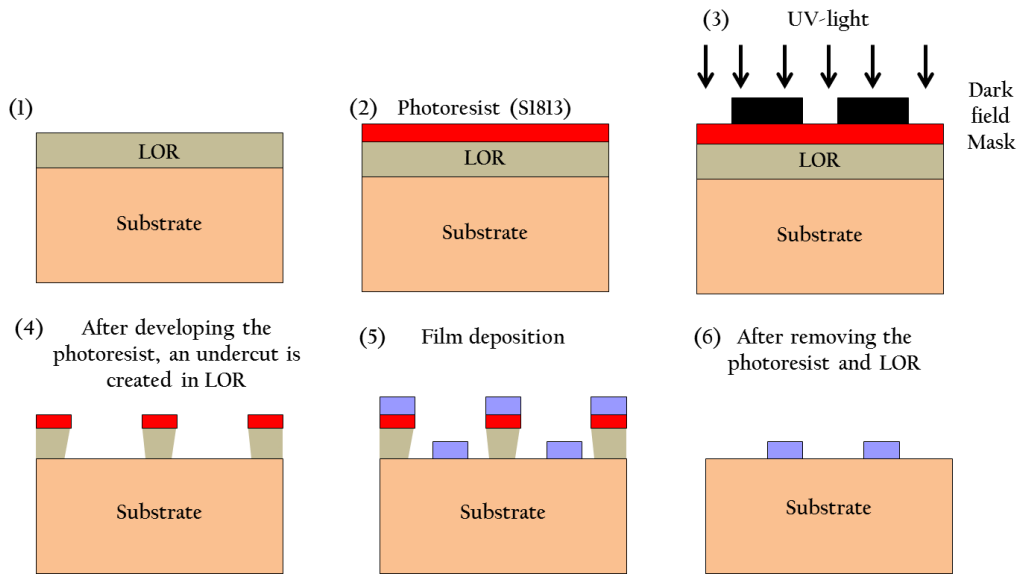 (1)
LOR
Substrate
(2) Photoresist (S1813)
LOR
Substrate
(3) UV-light
Dark
field
Mask
LOR
Substrate
(4) After developing the
photoresist, an undercut is
created in LOR
Substrate
(5) Film deposition
Substrate
(6) After removing the
photoresist and LOR
Substrate